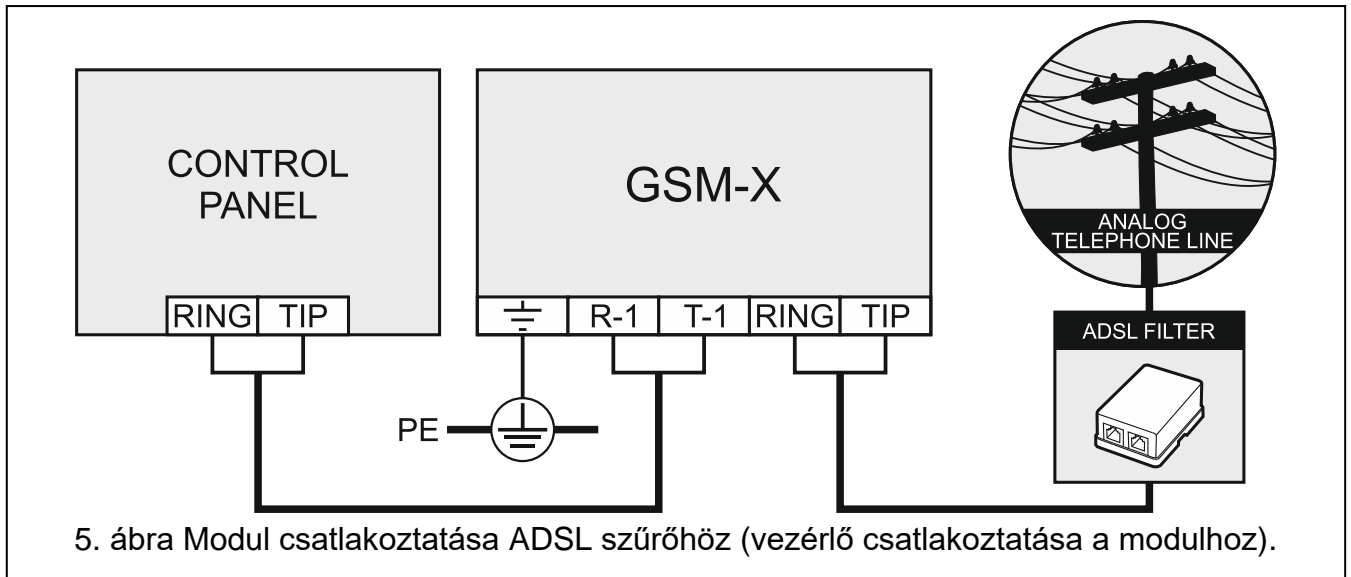 CONTROL
PANEL
RING TIP
GSM-X
R-1 T-1 RING TIP
PE
ANALOG
TELEPHONE LINE
ADSL FILTER
5. ábra Modul csatlakoztatása ADSL szűrőhöz (vezérlő csatlakoztatása a modulhoz).